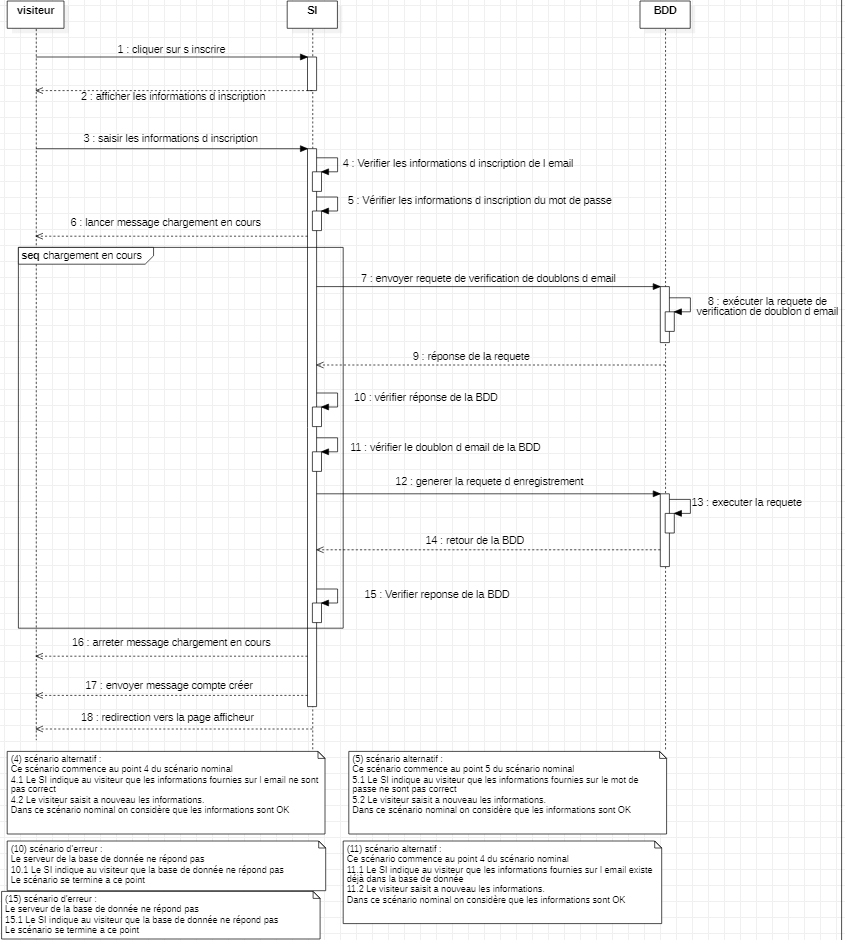 visiteur
SI
BDD
1 : cliquer sur s inscrire
2 : afficher les informations d inscription
3 : saisir les informations d inscription
4 : Verifier les informations d inscription de l email
5 : Vérifier les informations d inscription du mot de passe
6 : lancer message chargement en cours
seq chargement en cours
7 : envoyer requete de verification de doublons d email
8 : exécuter la requete de
verification de doublon d email
9 : réponse de la requete
10 : vérifier réponse de la BDD
11 : vérifier le doublon d email de la BDD
12 : generer la requete d enregistrement
13 : executer la requete
14 : retour de la BDD
15 : Verifier reponse de la BDD
16 : arreter message chargement en cours
17 : envoyer message compte créer
18 : redirection vers la page afficheur
(4) scénario alternatif :
Ce scénario commence au point 4 du scénario nominal
4.1 Le SI indique au visiteur que les informations fournies sur l email ne sont
pas correct
4.2 Le visiteur saisit a nouveau les informations.
Dans ce scénario nominal on considère que les informations sont OK
(5) scénario alternatif :
Ce scénario commence au point 5 du scénario nominal
5.1 Le SI indique au visiteur que les informations fournies sur le mot de
passe ne sont pas correct
5.2 Le visiteur saisit a nouveau les informations.
Dans ce scénario nominal on considère que les informations sont OK
(10) scénario d'erreur :
Le serveur de la base de donnée ne répond pas
10.1 Le SI indique au visiteur que la base de données ne répond pas
Le scénario se termine a ce point
(11) scénario alternatif :
Ce scénario commence au point 4 du scénario nominal
11.1 Le SI indique au visiteur que les informations fournies sur l email existe
déjà dans la base de donnée
11.2 Le visiteur saisit a nouveau les informations.
Dans ce scénario nominal on considère que les informations sont OK
(15) scénario d'erreur :
Le serveur de la base de donnée ne répond pas
15.1 Le SI indique au visiteur que la base de donnée ne répond pas
Le scénario se termine a ce point